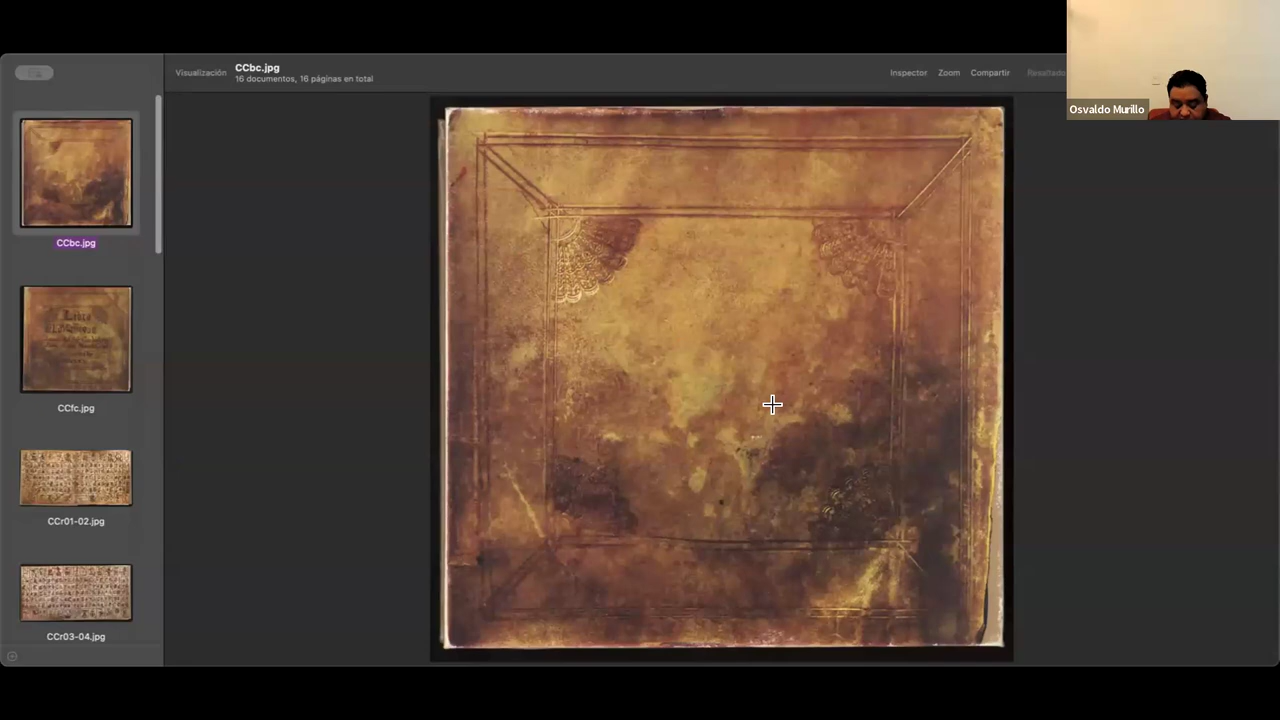 Visualización
CCbc.jpg
16 documentos, 16 páginas en total
Inspector
Zoom
Compartir
Osvaldo Murillo
CCbc.jpg
Libro
CCfc.jpg
CCr01-02.jpg
CCr03-04.jpg